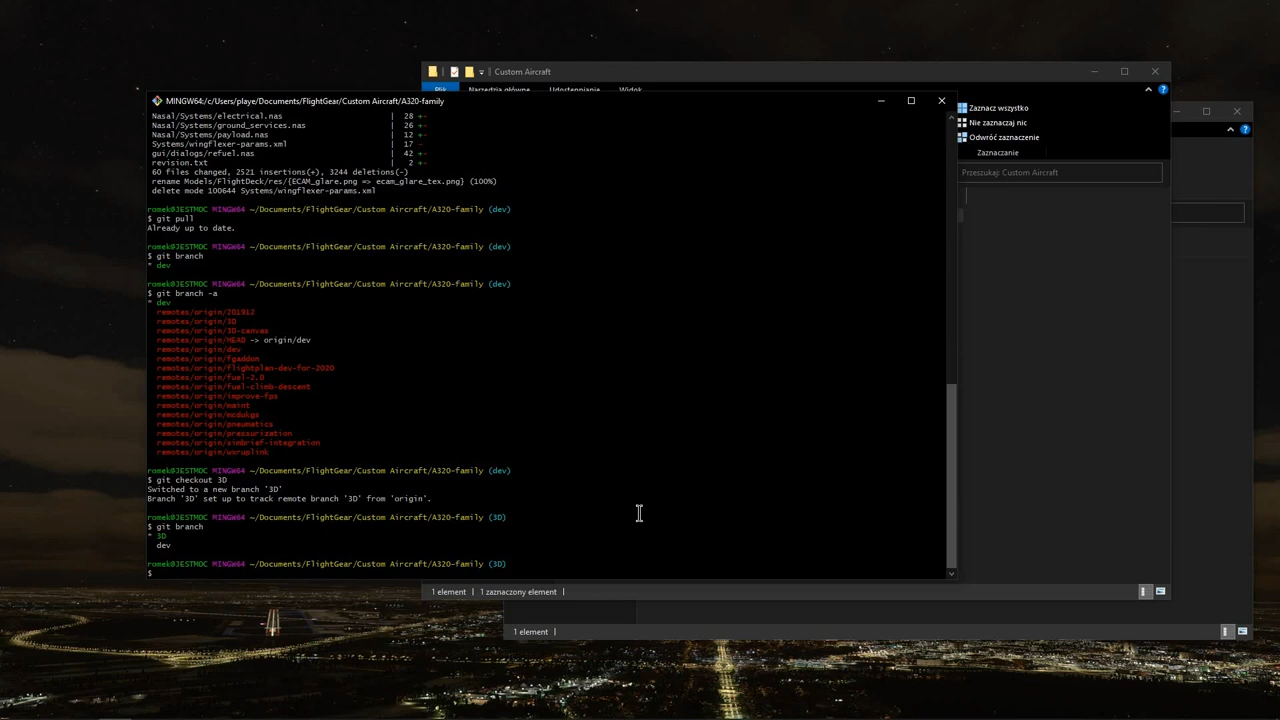 Custom Aircraft
Plik
Narzędzia główne
Udostępnianie
Widok
MINGW64:/c/Users/playe/Documents/FlightGear/Custom Aircraft/A320-family
Zaznacz wszystko
Nie zaznaczaj nic
Odwróć zaznaczenie
Zaznaczanie
Przeszukaj: Custom Aircraft
Nasal/Systems/electrical.nas | 28 +-
Nasal/Systems/ground_services.nas | 26 +-
Nasal/Systems/payload.nas | 12 +-
Systems/wingflexer-params.xml | 17 -
gui/dialogs/refuel.nas | 42 +-
revision.txt | 2 +-
60 files changed, 2521 insertions(+), 3244 deletions(-)
rename Models/FlightDeck/res/{ECAM_glare.png => ecam_glare_tex.png} (100%)
delete mode 100644 Systems/wingflexer-params.xml
romek@JESTMOC MINGW64 ~/Documents/FlightGear/Custom Aircraft/A320-family (dev)
$ git pull
Already up to date.
romek@JESTMOC MINGW64 ~/Documents/FlightGear/Custom Aircraft/A320-family (dev)
$ git branch
* dev
romek@JESTMOC MINGW64 ~/Documents/FlightGear/Custom Aircraft/A320-family (dev)
$ git branch -a
* dev
remotes/origin/201912
remotes/origin/3D
remotes/origin/3D-canvas
remotes/origin/HEAD -> origin/dev
remotes/origin/dev
remotes/origin/fgaddon
remotes/origin/flightplan-dev-for-2020
remotes/origin/fuel-2.0
remotes/origin/fuel-climb-descent
remotes/origin/improve-fps
remotes/origin/maint
remotes/origin/mcdukgs
remotes/origin/pneumatics
remotes/origin/pressurization
remotes/origin/simbrief-integration
remotes/origin/wxruplink
romek@JESTMOC MINGW64 ~/Documents/FlightGear/Custom Aircraft/A320-family (dev)
$ git checkout 3D
Switched to a new branch '3D'
Branch '3D' set up to track remote branch '3D' from 'origin'.
romek@JESTMOC MINGW64 ~/Documents/FlightGear/Custom Aircraft/A320-family (3D)
$ git branch
* 3D
dev
romek@JESTMOC MINGW64 ~/Documents/FlightGear/Custom Aircraft/A320-family (3D)
$
1 element
1 zaznaczony element
1 element